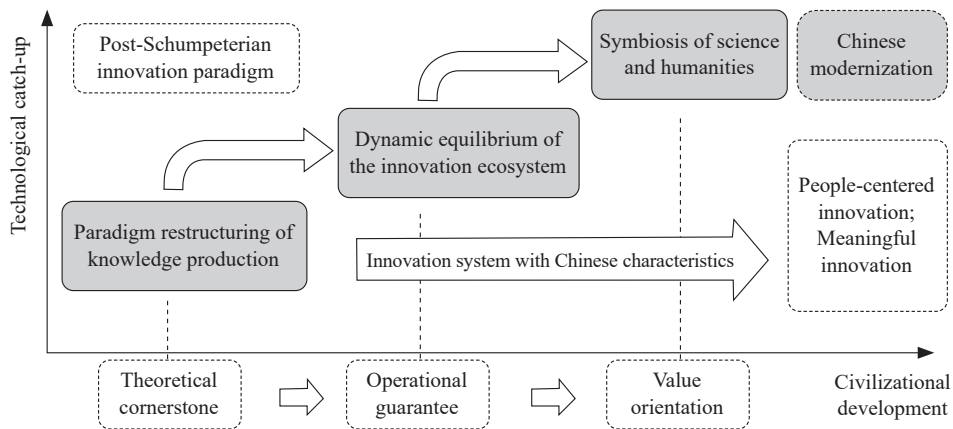 Technological catch-up
Post-Schumpeterian
innovation paradigm
Symbiosis of science
and humanities
Chinese
modernization
Dynamic equilibrium of
the innovation ecosystem
People-centered
innovation;
Meaningful
innovation
Paradigm restructuring of
knowledge production
Innovation system with Chinese characteristics
Theoretical
cornerstone
Operational
guarantee
Value
orientation
Civilizational
development